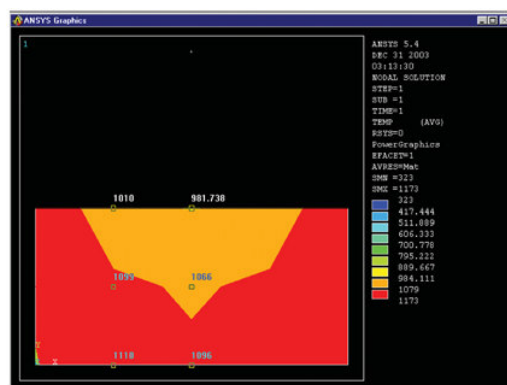 ANSYS Graphics
1
ANSYS 5.4
DEC 31 2003
03:13:30
NODAL SOLUTION
STEP=1
SUB =1
TIME=1
TEMP (AVG)
RSYS=0
PowerGraphics
EFACET=1
AVRES=Mat
SMN =323
SMX =1173
323
417.444
511.889
606.333
700.778
795.222
889.667
984.111
1079
1173
1010 981.738
1066
1110 1096
Y
X